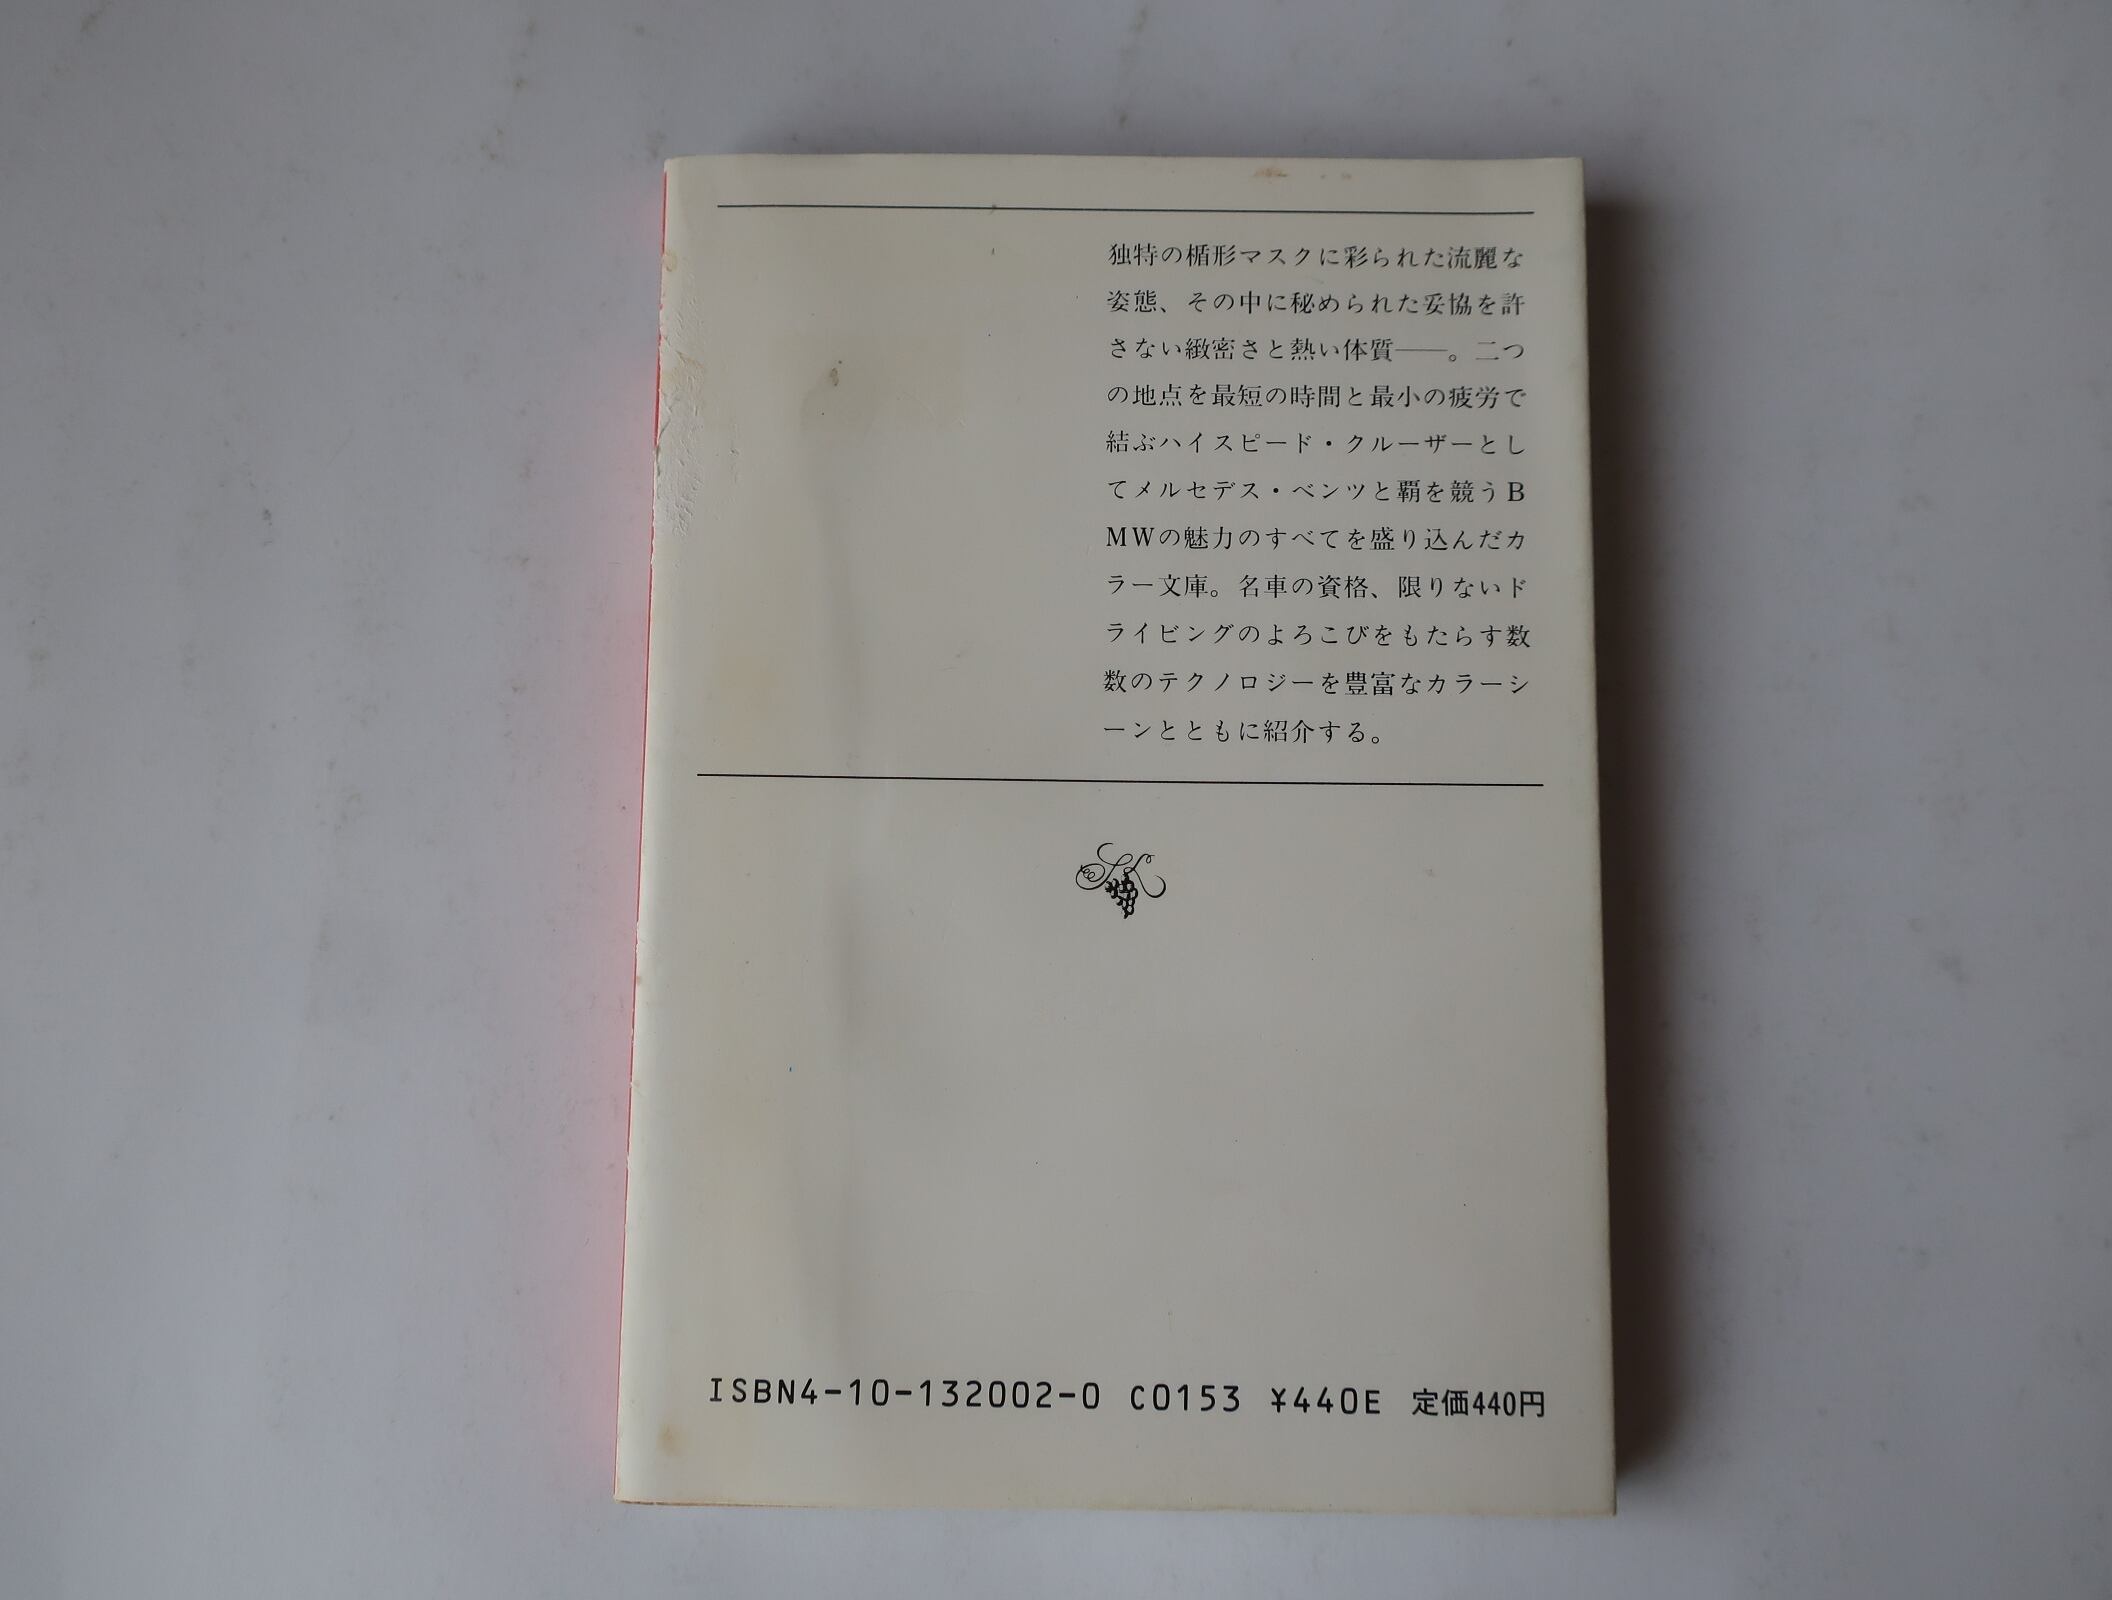 独特の楯形マスクに彩られた流麗な
姿態、その中に秘められた妥協を許
さない緻密さと熱い体質——。二つ
の地点を最短の時間と最小の疲労で
結ぶハイスピード・クルーザーとし
てメルセデス・ベンツと覇を競うB
MWの魅力のすべてを盛り込んだカ
ラー文庫。名車の資格、限りないド
ライビングのよろこびをもたらす数
数のテクノロジーを豊富なカラーシ
ーンとともに紹介する。
SK
ISBN4-10-132002-0 C0153 ¥440E 定価440円